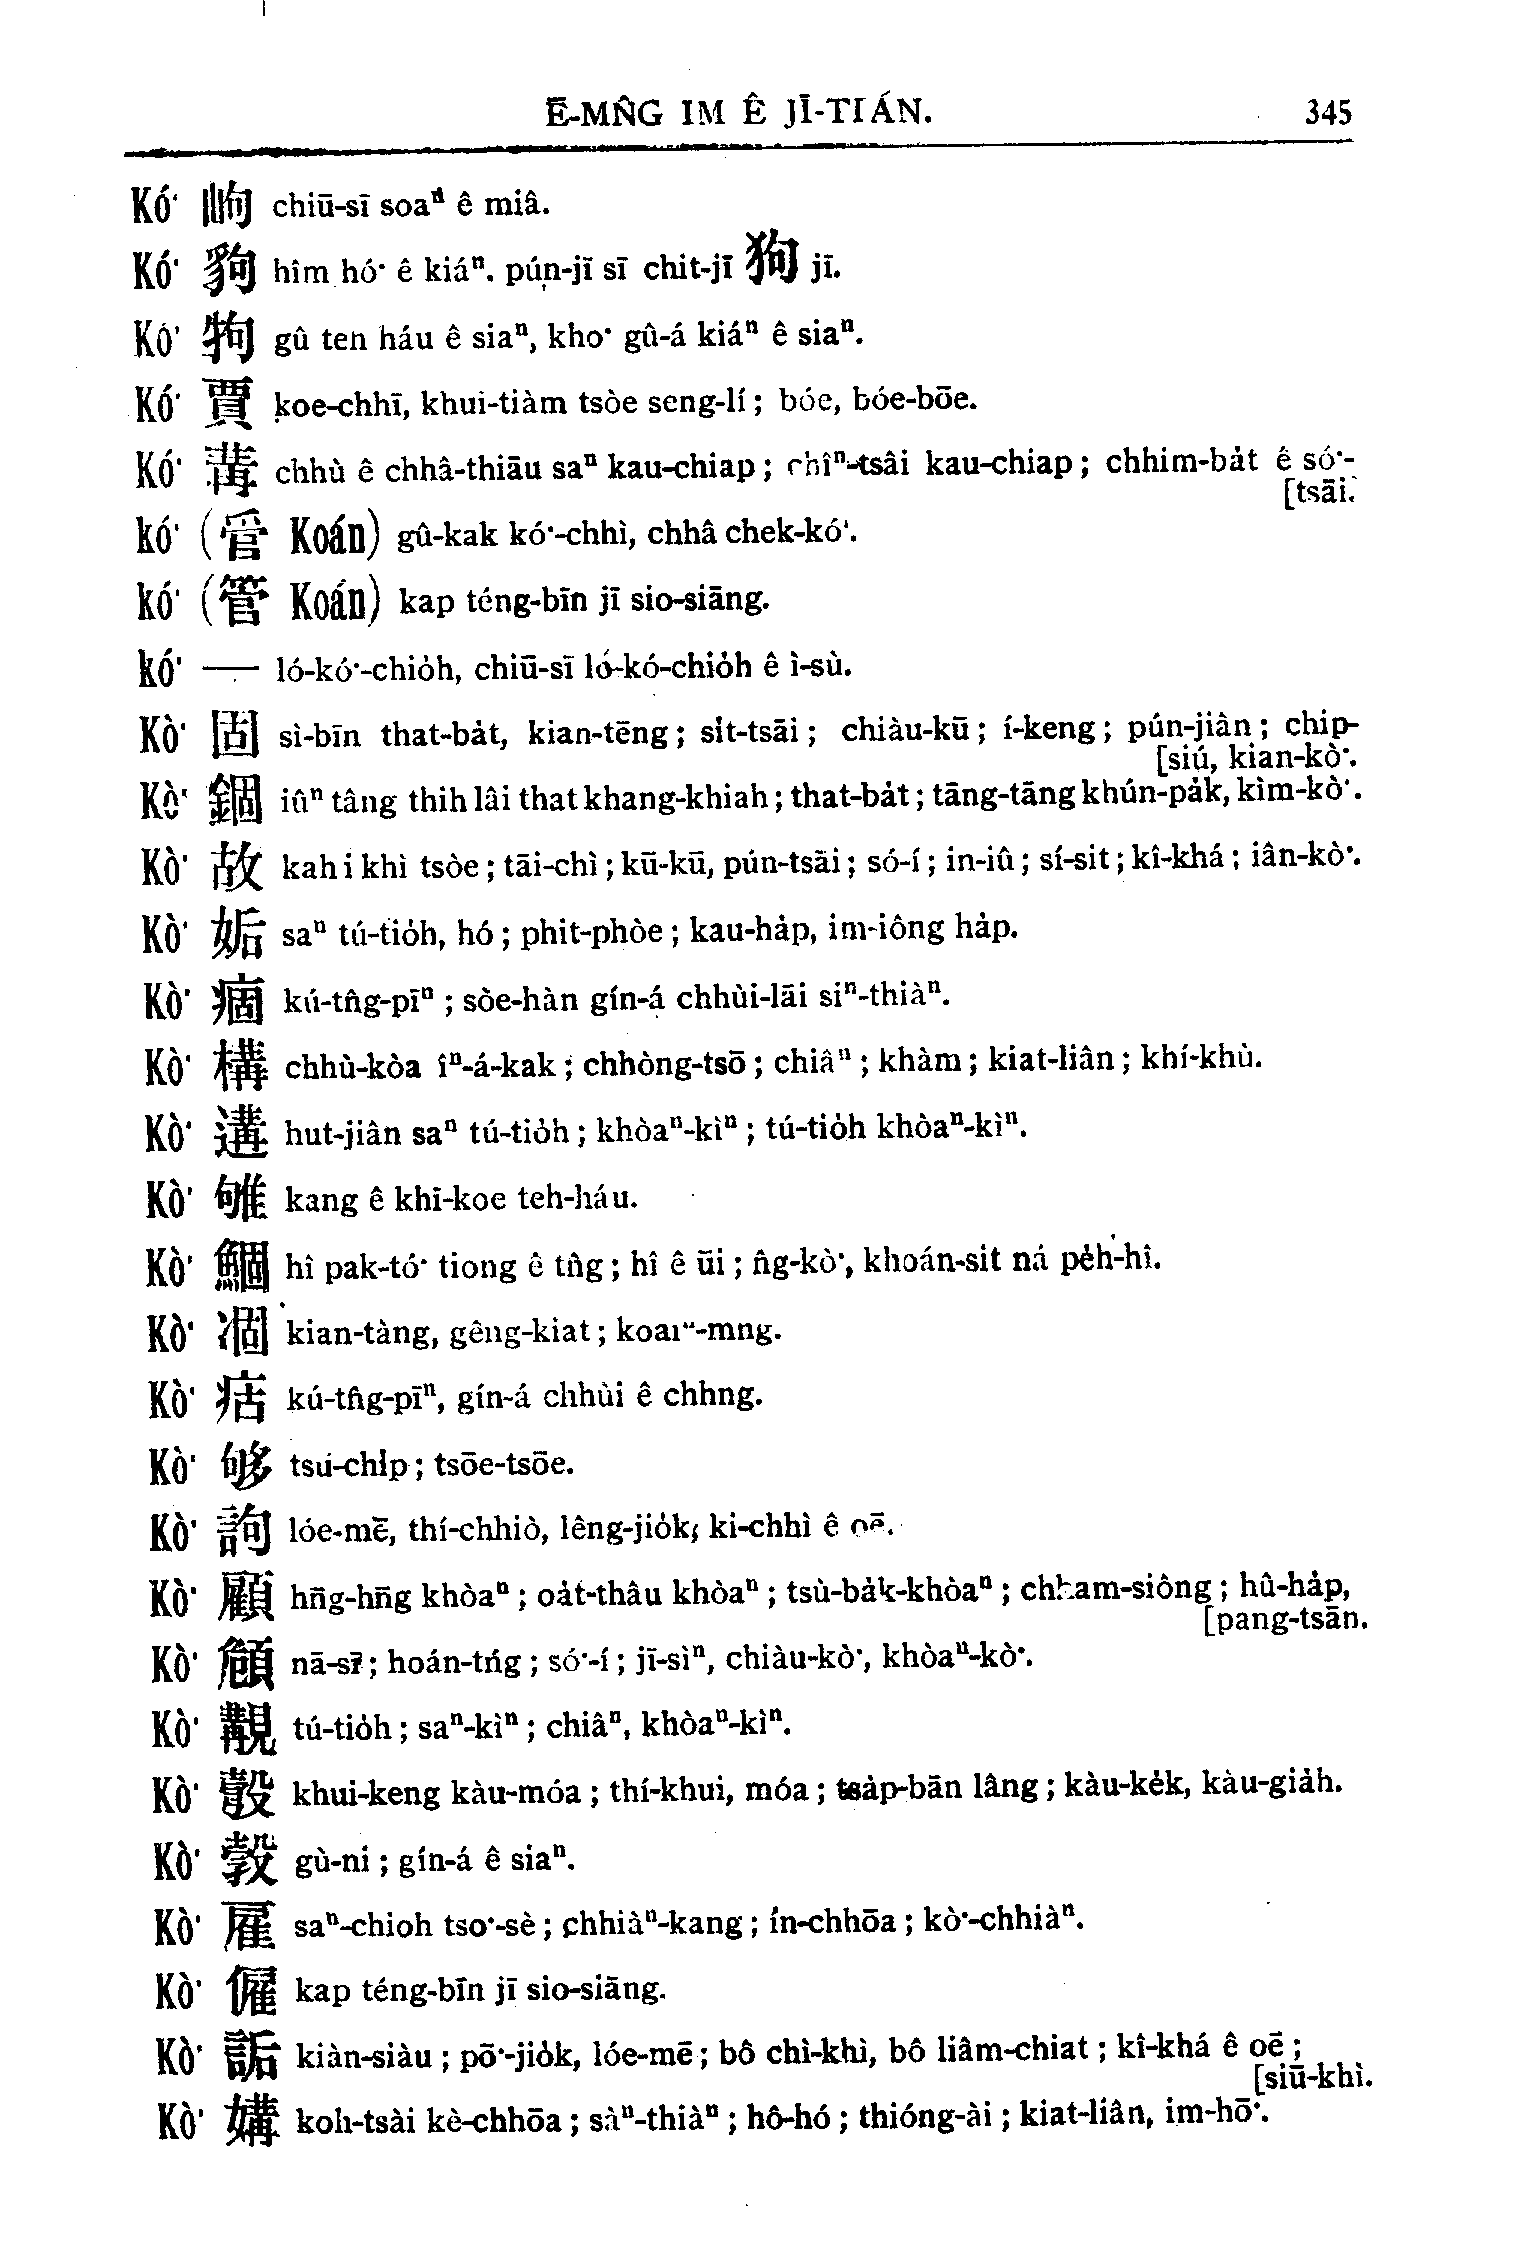 Ē-MN̂G IM Ê JĪ-TIÁN. 345
Kó͘ 岣 chiū-sī soaⁿ ê miâ.
Kó͘ 豿 hîm hó͘ ê kiáⁿ. pún-jī sī chit-jī 狗 jī.
Kó͘ 㸸 gû teh háu ê siaⁿ, kho͘ gû-á kiáⁿ ê siaⁿ.
Kó͘ 賈 koe-chhī, khui-tiàm tsòe seng-lí; bóe, bóe-bōe.
Kó͘ 冓 chhù ê chhâ-thiāu saⁿ kau-chiap; chîⁿ-tsâi kau-chiap; chhim-ba̍t ê só͘-
[tsāi.
kó͘ (管 Koán) gû-kak kó͘-chhì, chhâ chek-kó͘.
kó͘ (管 Koán) kap téng-bīn jī sio-siāng.
kó͘ — ló-kó͘-chio̍h, chiū-sī ló-kó-chio̍h ê ì-sù.
Kò͘ 固 sì-bīn that-ba̍t, kian-tēng; si̍t-tsāi; chiàu-kū; í-keng; pún-jiân; chip-
[siú, kian-kò͘.
Kò͘ 錮 iûⁿ tâng thih lâi that khang-khiah; that-ba̍t; tāng-tāng khún-pa̍k, kìm-kò͘.
Kò͘ 故 kah i khì tsòe; tāi-chì; kū-kū, pún-tsāi; só-í; in-iû; sí-sit; kî-khá; iân-kò͘.
Kò͘ 姤 saⁿ tú-tio̍h, hó; phit-phòe; kau-ha̍p, im-iông ha̍p.
Kò͘ 痼 kú-tn̂g-pīⁿ; sòe-hàn gín-á chhùi-lāi siⁿ-thiàⁿ.
Kò͘ 構 chhù-kòa îⁿ-á-kak; chhòng-tsō; chiâⁿ; khàm; kiat-liân; khí-khù.
Kò͘ 遘 hut-jiân saⁿ tú-tio̍h; khòaⁿ-kìⁿ; tú-tio̍h khòaⁿ-kìⁿ.
Kò͘ 雊 kang ê khī-koe teh-háu.
Kò͘ 鯝 hî pak-tó͘ tiong ê tn̂g; hî ê ūi; n̂g-kò͘, khoán-sit ná pe̍h-hî.
Kò͘ 凅 kian-tàng, gêng-kiat; koaiⁿ-mng.
Kò͘ 𤵸 kú-tn̂g-pīⁿ, gín-á chhùi ê chhng.
Kò͘ 够 tsú-chi̍p; tsōe-tsōe.
Kò͘ 訽 lóe-mē, thí-chhiò, lêng-jio̍k; ki-chhì ê oē.
Kò͘ 顧 hn̄g-hn̄g khòaⁿ; oa̍t-thâu khòaⁿ; tsù-ba̍k-khòaⁿ; chham-siông; hû-ha̍p,
[pang-tsān.
Kò͘ 頋 nā-sī; hoán-tńg; só͘-í; jī-sìⁿ, chiàu-kò͘, khòaⁿ-kò͘.
Kò͘ 覯 tú-tio̍h; saⁿ-kìⁿ; chiâⁿ, khòaⁿ-kìⁿ.
Kò͘ 彀 khui-keng kàu-móa; thí-khui, móa; tsa̍p-bān lâng; kàu-ke̍k, kàu-gia̍h.
Kò͘ 㝅 gù-ni; gín-á ê siaⁿ.
Kò͘ 雇 saⁿ-chioh tso͘-sè; chhiàⁿ-kang; ín-chhōa; kò͘-chhiàⁿ.
Kò͘ 僱 kap téng-bīn jī sio-siāng.
Kò͘ 詬 kiàn-siàu; pō͘-jio̍k, lóe-mē; bô chì-khì, bô liâm-chiat; kî-khá ê oē;
[siū-khì.
Kò͘ 媾 koh-tsài kè-chhōa; sàⁿ-thiàⁿ; hô-hó; thióng-ài; kiat-liân, im-hō͘.